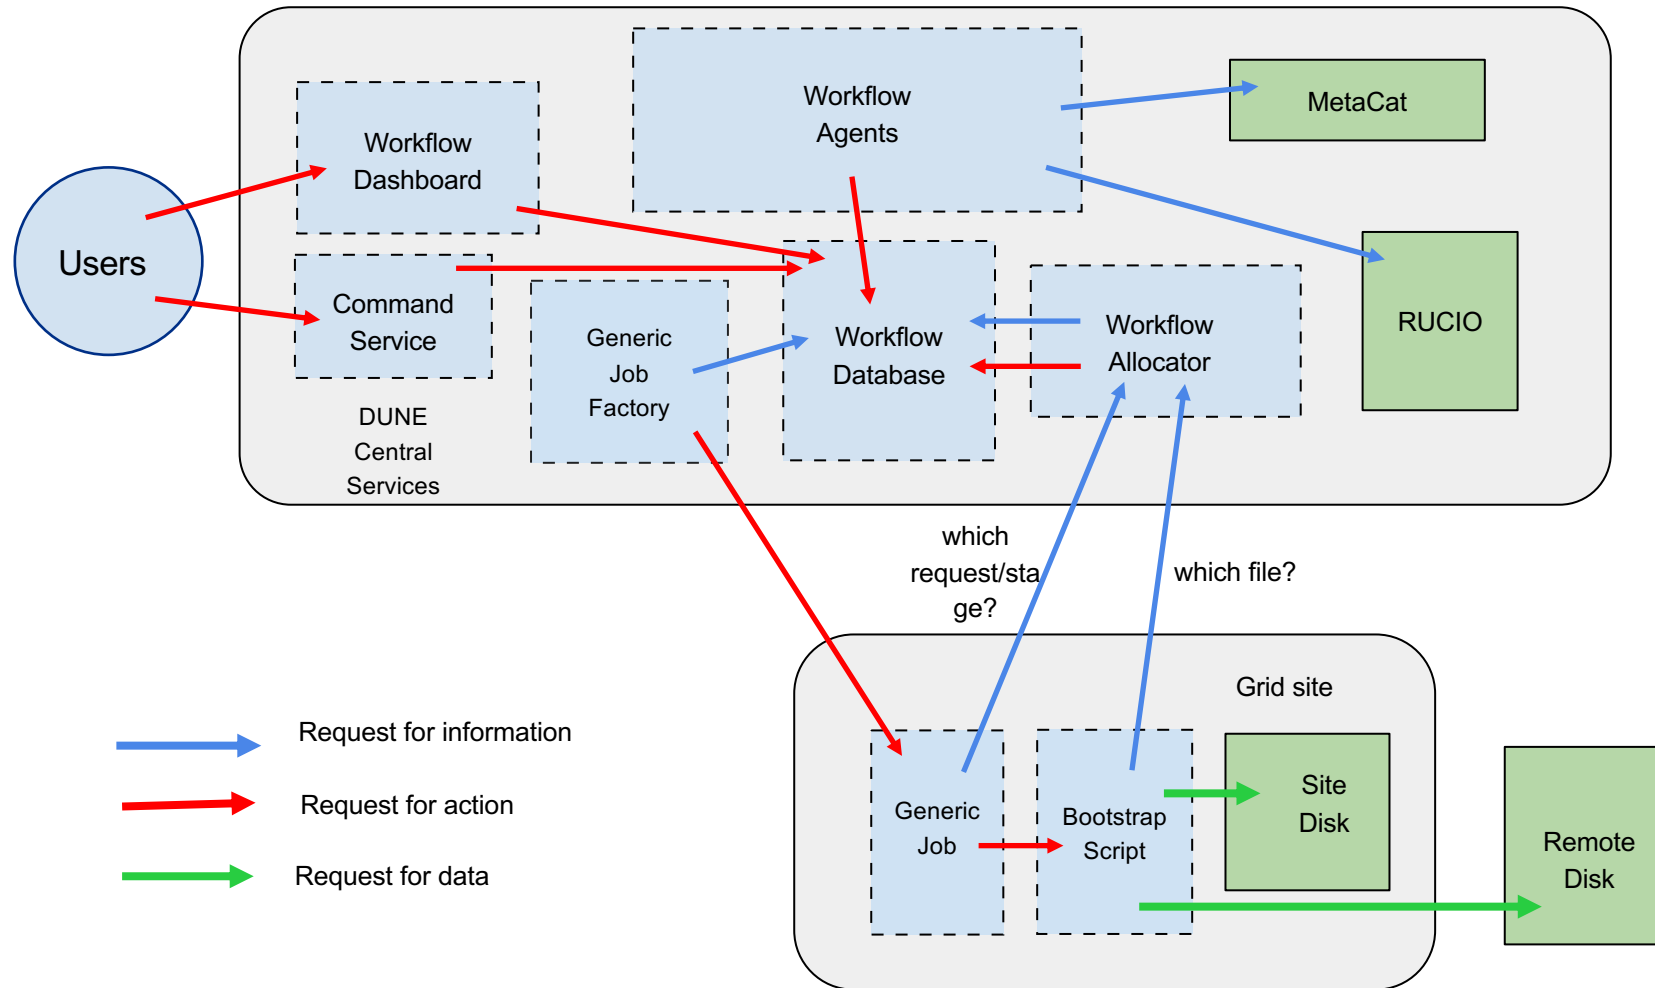 Workflow
Agents
MetaCat
Workflow
Dashboard
Users
Command
Service
Generic
Job
Factory
Workflow
Database
Workflow
Allocator
RUCIO
DUNE
Central
Services
which
request/sta
ge?
which file?
Grid site
Request for information
Request for action
Request for data
Generic
Job
Bootstrap
Script
Site
Disk
Remote
Disk